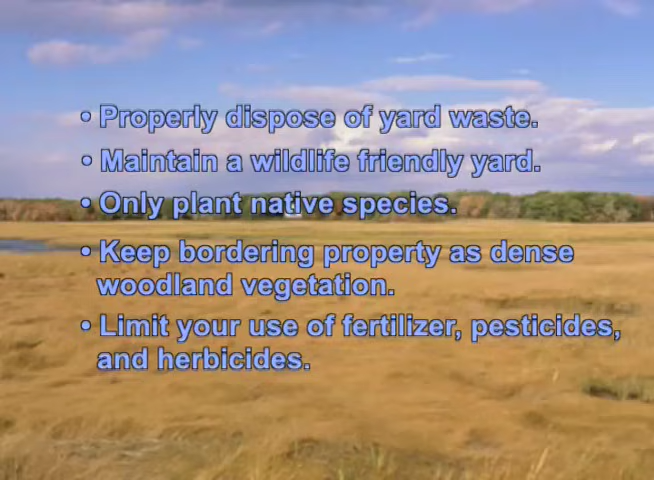 • Properly dispose of yard waste.
• Maintain a wildlife friendly yard.
• Only plant native species.
• Keep bordering property as dense
woodland vegetation.
• Limit your use of fertilizer, pesticides,
and herbicides.